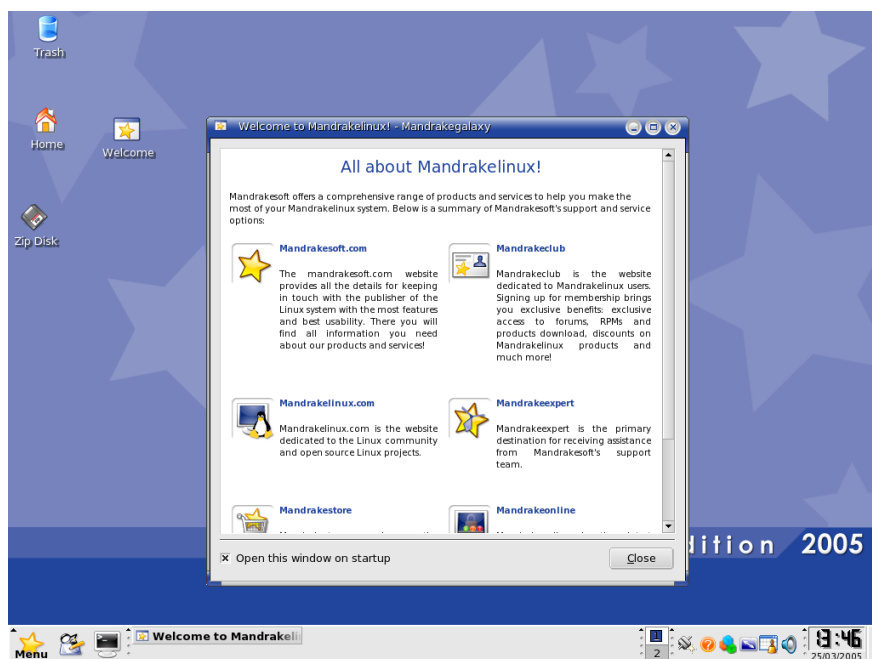 Trash
Home
Welcome
Zip Disk
Welcome to Mandrakelinux! - Mandrakegalaxy
All about Mandrakelinux!
Mandrakesoft offers a comprehensive range of products and services to help you make the
most of your Mandrakelinux system. Below is a summary of Mandrakesoft's support and service
options:
Mandrakesoft.com
The mandrakesoft.com website
provides all the details for keeping
in touch with the publisher of the
Linux system with the most features
and best usability. There you will
find all information you need
about our products and services!
Mandrakeclub
Mandrakeclub is the website
dedicated to Mandrakelinux users.
Signing up for membership brings
you exclusive benefits: exclusive
access to forums, RPMs and
products download, discounts on
Mandrakelinux products and
much more!
Mandrakelinux.com
Mandrakelinux.com is the website
dedicated to the Linux community
and open source Linux projects.
Mandrakeexpert
Mandrakeexpert is the primary
destination for receiving assistance
from Mandrakesoft's support
team.
Mandrakestore
Mandrakeonline
Open this window on startup
Close
dition 2005
Menu
Welcome to Mandrakeli
1
2
13:46
25/03/2005